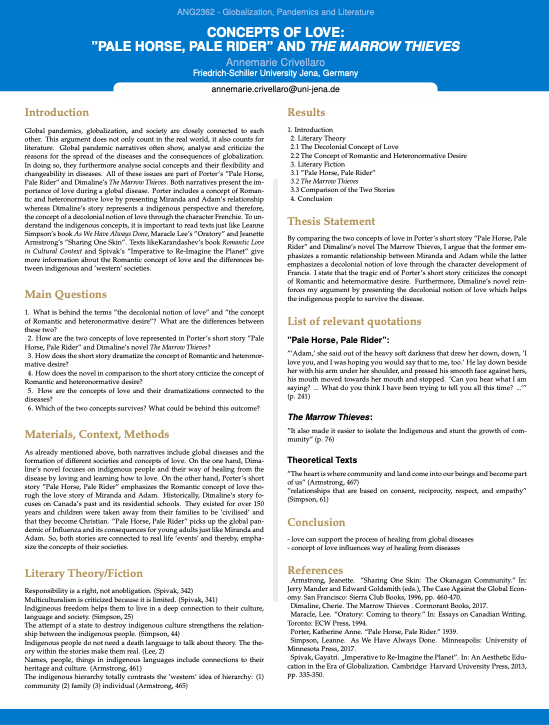 ANG2362 - Globalization, Pandemics and Literature
CONCEPTS OF LOVE:
"PALE HORSE, PALE RIDER" AND THE MARROW THIEVES
Annemarie Crivellaro
Friedrich-Schiller University Jena, Germany
annemarie.crivellaro@uni-jena.de
Introduction
Global pandemics, globalization, and society are closely connected to each
other. This argument does not only count in the real world, it also counts for
literature. Global pandemic narratives often show, analyse and criticize the
reasons for the spread of the diseases and the consequences of globalization.
In doing so, they furthermore analyse social concepts and their flexibility and
changeability in diseases. All of these issues are part of Porter's "Pale Horse,
Pale Rider" and Dimaline's The Marrow Thieves. Both narratives present the im-
portance of love during a global disease. Porter includes a concept of Roman-
tic and heteronormative love by presenting Miranda and Adam's relationship
whereas Dimaline's story represents a indigenous perspective and therefore,
the concept of a decolonial notion of love through the character Frenchie. To un-
derstand the indigenous concepts, it is important to read texts just like Leanne
Simpson's book As We Have Always Done, Maracle Lee's "Oratory" and Jeanette
Armstrong's "Sharing One Skin". Texts likeKarandashev's book Romantic Love
in Cultural Context and Spivak's "Imperative to Re-Imagine the Planet" give
more information about the Romantic concept of love and the differences be-
tween indigenous and 'western' societies.
Main Questions
1. What is behind the terms "the decolonial notion of love" and "the concept
of Romantic and heteronormative desire"? What are the differences between
these two?
2. How are the two concepts of love represented in Porter's short story "Pale
Horse, Pale Rider" and Dimaline's novel The Marrow Thieves?
3. How does the short story dramatize the concept of Romantic and heteronor-
mative desire?
4. How does the novel in comparison to the short story criticize the concept of
Romantic and heteronormative desire?
5. How are the concepts of love and their dramatizations connected to the
diseases?
6. Which of the two concepts survives? What could be behind this outcome?
Materials, Context, Methods
As already mentioned above, both narratives include global diseases and the
formation of different societies and concepts of love. On the one hand, Dima-
line's novel focuses on indigenous people and their way of healing from the
disease by loving and learning how to love. On the other hand, Porter's short
story "Pale Horse, Pale Rider" emphasizes the Romantic concept of love tho-
rugh the love story of Miranda and Adam. Historically, Dimaline's story fo-
cuses on Canada's past and its residential schools. They existed for over 150
years and children were taken away from their families to be 'civilised' and
that they become Christian. "Pale Horse, Pale Rider" picks up the global pan-
demic of Influenza and its consequences for young adults just like Miranda and
Adam. So, both stories are connected to real life 'events' and thereby, empha-
size the concepts of their societies.
Literary Theory/Fiction
Responsibility is a right, not anobligation. (Spivak, 342)
Multiculturalism is criticized because it is limited. (Spivak, 341)
Indigineous freedom helps them to live in a deep connection to their culture,
language and society. (Simpson, 25)
The attempt of a state to destroy indigenous culture strengthens the relation-
ship between the indigenous people. (Simpson, 44)
Indigenous people do not need a death language to talk about theory. The the-
ory within the stories make them real. (Lee, 2)
Names, people, things in indigenous languages include connections to their
heritage and culture. (Armstrong, 461)
The indigenous hierarchy totally contrasts the 'western' idea of hierarchy: (1)
community (2) family (3) individual (Armstrong, 465)
Results
1. Introduction
2. Literary Theory
2.1 The Decolonial Concept of Love
2.2 The Concept of Romantic and Heteronormative Desire
3. Literary Fiction
3.1 "Pale Horse, Pale Rider"
3.2 The Marrow Thieves
3.3 Comparison of the Two Stories
4. Conclusion
Thesis Statement
By comparing the two concepts of love in Porter's short story "Pale Horse, Pale
Rider" and Dimaline's novel The Marrow Thieves, I argue that the former em-
phasizes a romantic relationship between Miranda and Adam while the latter
emphasizes a decolonial notion of love through the character development of
Francis. I state that the tragic end of Porter's short story criticizes the concept
of Romantic and heternormative desire. Furthermore, Dimaline's novel rein-
forces my argument by presenting the decolonial notion of love which helps
the indigenous people to survive the disease.
List of relevant quotations
"Pale Horse, Pale Rider":
"'Adam,' she said out of the heavy soft darkness that drew her down, down, 'I
love you, and I was hoping you would say that to me, too.' He lay down beside
her with his arm under her shoulder, and pressed his smooth face against hers,
his mouth moved towards her mouth and stopped. 'Can you hear what I am
saying? ... What do you think I have been trying to tell you all this time? ...'"
(p. 241)
The Marrow Thieves:
"It also made it easier to isolate the Indigenous and stunt the growth of com-
munity" (p. 76)
Theoretical Texts
"The heart is where community and land come into our beings and become part
of us" (Armstrong, 467)
"relationships that are based on consent, reciprocity, respect, and empathy"
(Simpson, 61)
Conclusion
- love can support the process of healing from global diseases
- concept of love influences way of healing from diseases
References
Armstrong, Jeanette. "Sharing One Skin: The Okanagan Community." In:
Jerry Mander and Edward Goldsmith (eds.), The Case Against the Global Econ-
omy. San Francisco: Sierra Club Books, 1996, pp. 460-470.
Dimaline, Cherie. The Marrow Thieves . Cormorant Books, 2017.
Maracle, Lee. "Oratory: Coming to theory." In: Essays on Canadian Writing.
Toronto: ECW Press, 1994.
Porter, Katherine Anne. "Pale Horse, Pale Rider." 1939.
Simpson, Leanne. As We Have Always Done. Minneapolis: University of
Minnesota Press, 2017.
Spivak, Gayatri. „Imperative to Re-Imagine the Planet". In: An Aesthetic Edu-
cation in the Era of Globalization. Cambridge: Harvard University Press, 2013,
pp. 335-350.